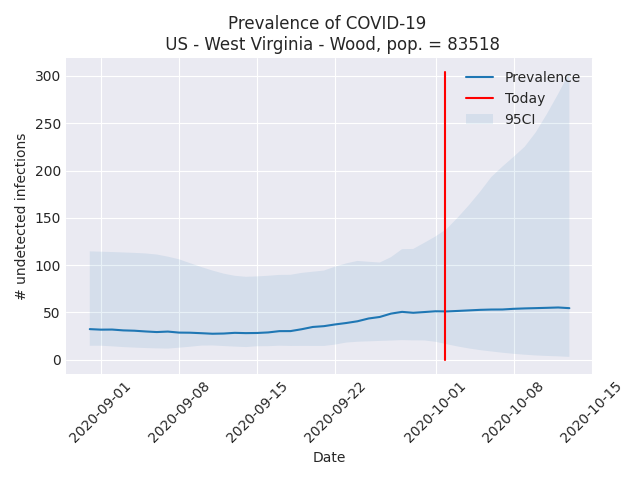 Prevalence of COVID-19
US - West Virginia - Wood, pop. = 83518
Prevalence
Today
95CI
300
250
200
150
100
50
0
# undetected infections
2020-09-01
2020-09-08
2020-09-15
2020-09-22
2020-10-01
2020-10-08
2020-10-15
Date